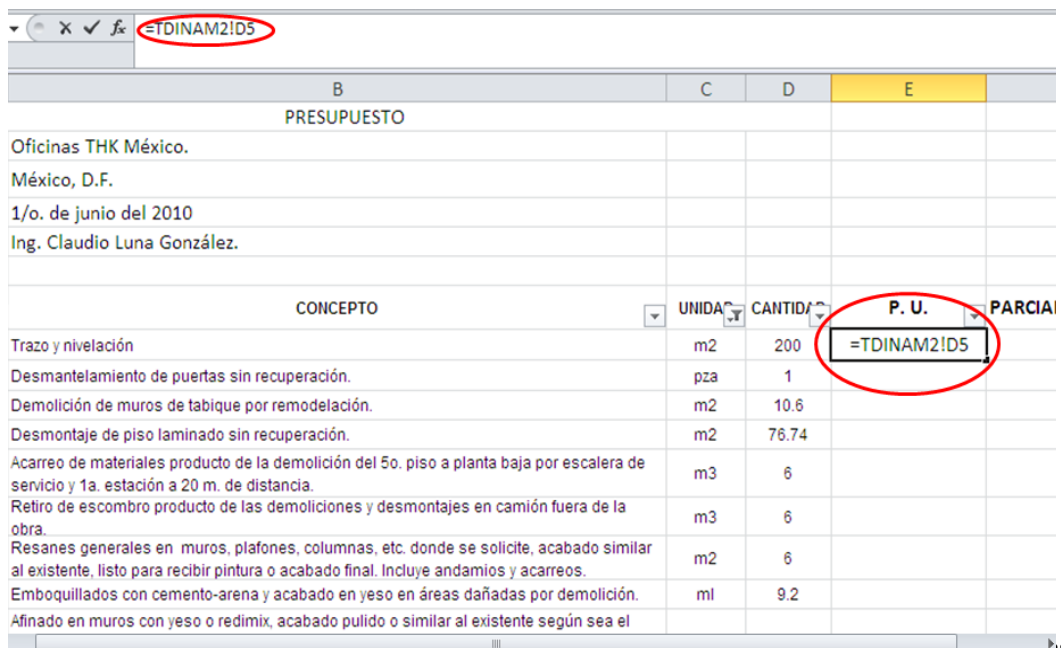 fx =TDINAM2!D5
B C D E
PRESUPUESTO
Oficinas THK México.
México, D.F.
1/o. de junio del 2010
Ing. Claudio Luna González.
CONCEPTO UNIDAD CANTIDAD P. U. PARCIAL
Trazo y nivelación m2 200 =TDINAM2!D5
Desmantelamiento de puertas sin recuperación. pza 1
Demolición de muros de tabique por remodelación. m2 10.6
Desmontaje de piso laminado sin recuperación. m2 76.74
Acarreo de materiales producto de la demolición del 5o. piso a planta baja por escalera de
servicio y 1a. estación a 20 m. de distancia. m3 6
Retiro de escombro producto de las demoliciones y desmontajes en camión fuera de la
obra. m3 6
Resanes generales en muros, plafones, columnas, etc. donde se solicite, acabado similar
al existente, listo para recibir pintura o acabado final. Incluye andamios y acarreos. m2 6
Emboquillados con cemento-arena y acabado en yeso en áreas dañadas por demolición. ml 9.2
Afinado en muros con yeso o redimix, acabado pulido o similar al existente según sea el